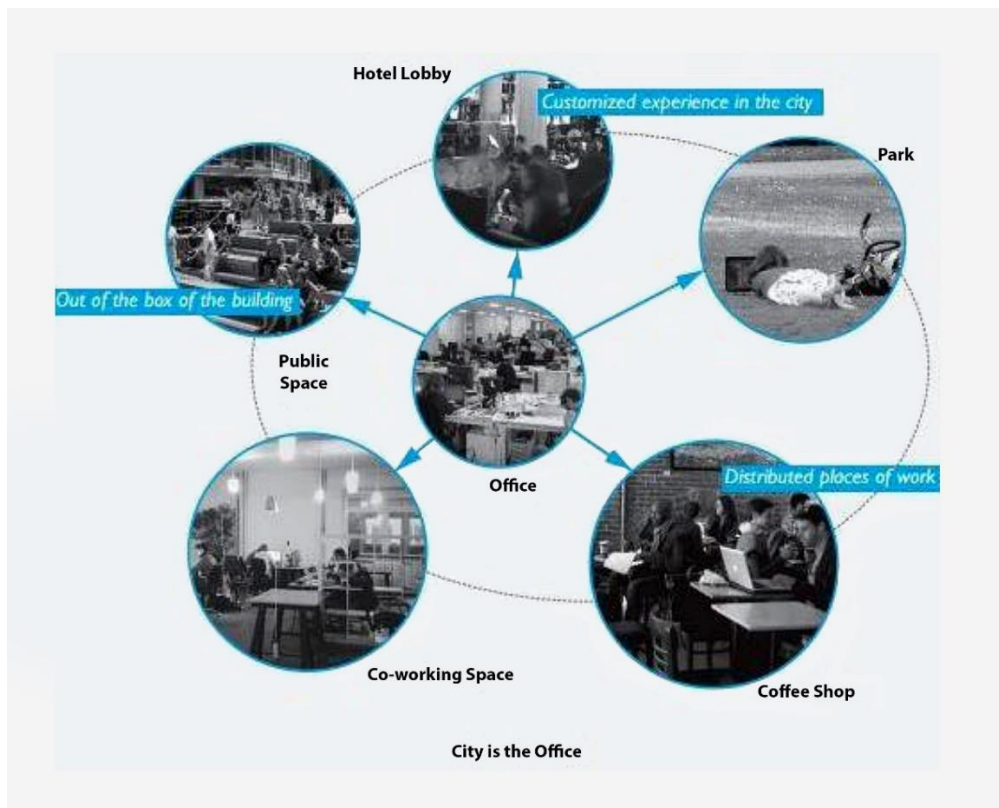 Hotel Lobby
Customized experience in the city
Park
Out of the box of the building
Public
Space
Office
Distributed places of work
Co-working Space
Coffee Shop
City is the Office